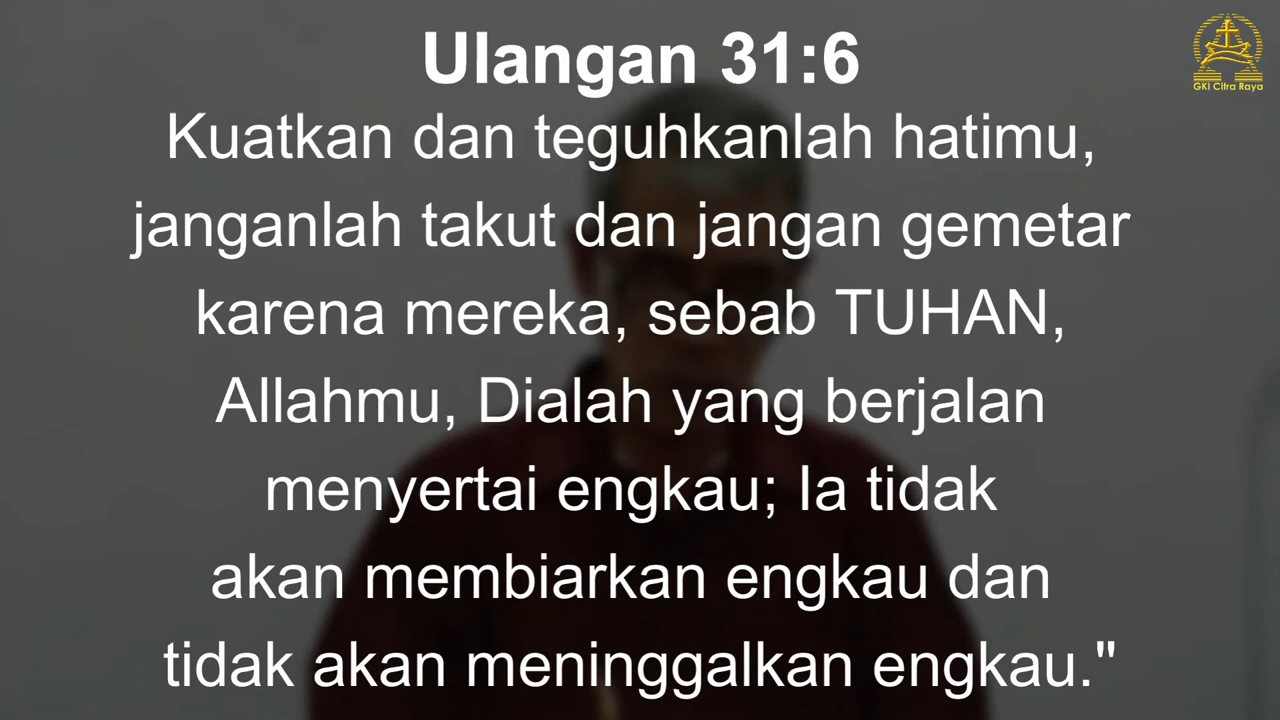 Ulangan 31:6
GKI Citra Raya
Kuatkan dan teguhkanlah hatimu,
janganlah takut dan jangan gemetar
karena mereka, sebab TUHAN,
Allahmu, Dialah yang berjalan
menyertai engkau; Ia tidak
akan membiarkan engkau dan
tidak akan meninggalkan engkau."